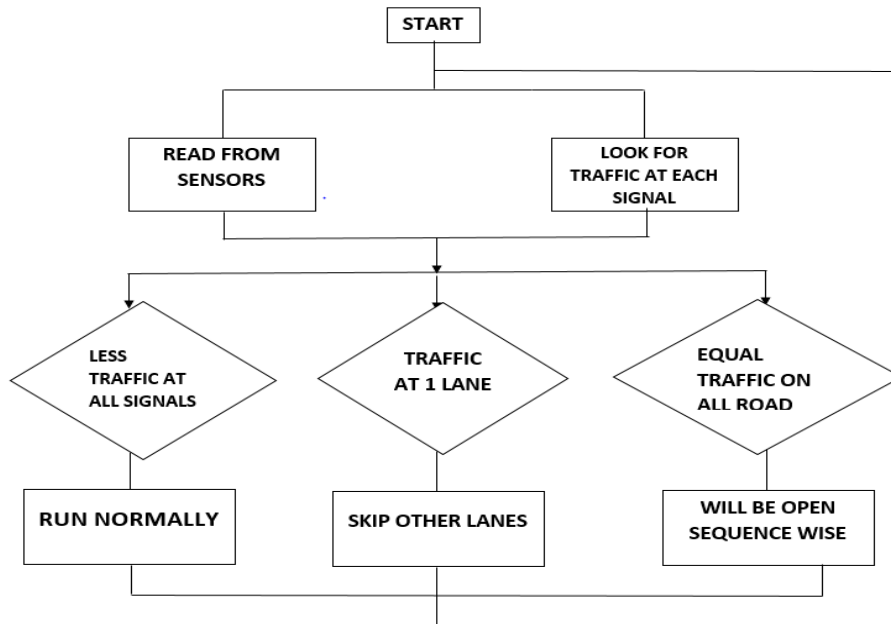 START
READ FROM
SENSORS
LOOK FOR
TRAFFIC AT EACH
SIGNAL
LESS
TRAFFIC AT
ALL SIGNALS
TRAFFIC
AT 1 LANE
EQUAL
TRAFFIC ON
ALL ROAD
RUN NORMALLY
SKIP OTHER LANES
WILL BE OPEN
SEQUENCE WISE